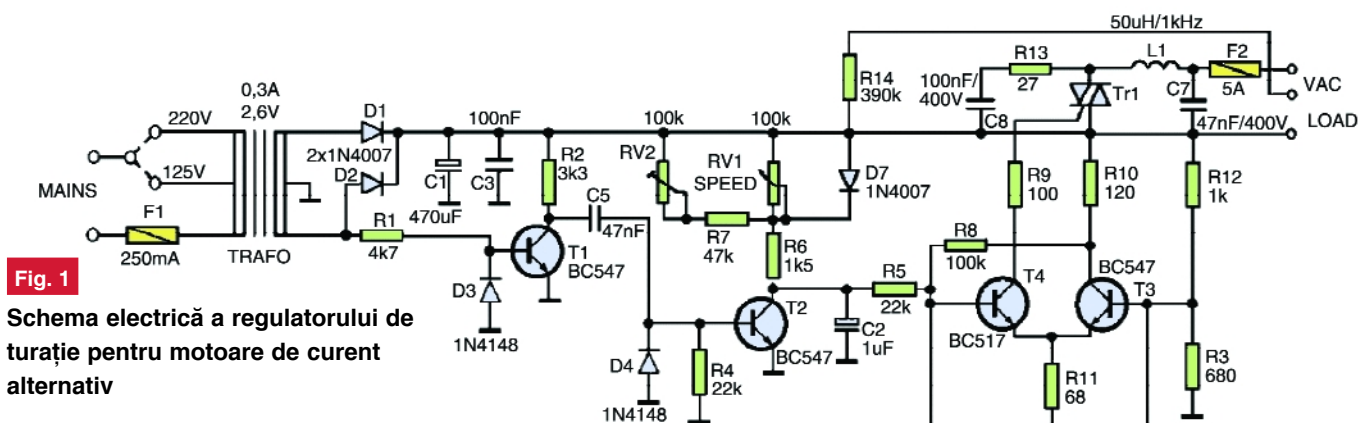 50uH/1kHz
R13
27
L1
F2
5A
R14
390k
100nF/
400V
C8
Tr1
C7
47nF/400V
VAC
LOAD
0,3A
2,6V
220V
125V
MAINS
F1
250mA
TRAFO
D1
2x1N4007
D2
R1
4k7
C1
470uF
100nF
C3
R2
3k3
C5
47nF
T1
BC547
D3
1N4148
100k
RV2
100k
RV1
SPEED
R7
47k
R6
1k5
D7
1N4007
R9
100
R10
120
R12
1k
R8
100k
R5
22k
T2
BC547
C2
1uF
D4
1N4148
R4
22k
T4
BC517
BC547
T3
R11
68
R3
680
Fig. 1
Schema electrică a regulatorului de
turație pentru motoare de curent
alternativ